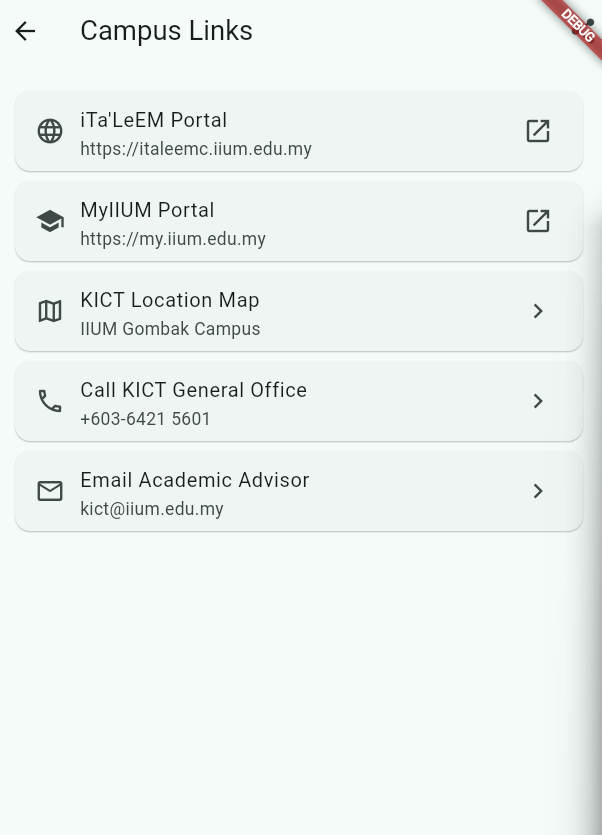 Campus Links
DEBUG
iTa'LeEM Portal
https://italeemc.iium.edu.my
MyIIUM Portal
https://my.iium.edu.my
KICT Location Map
IIUM Gombak Campus
Call KICT General Office
+603-6421 5601
Email Academic Advisor
kict@iium.edu.my